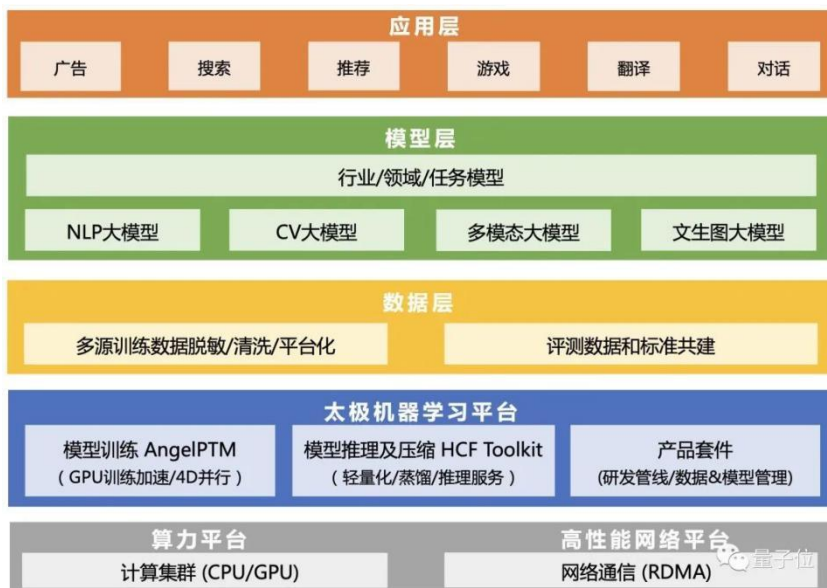 应用层
广告 搜索 推荐 游戏 翻译 对话
模型层
行业/领域/任务模型
NLP大模型 CV大模型 多模态大模型 文生图大模型
数据层
多源训练数据脱敏/清洗/平台化 评测数据和标准共建
太极机器学习平台
模型训练 AngelPTM 模型推理及压缩 HCF Toolkit 产品套件
（GPU训练加速/4D并行） （轻量化/蒸馏/推理服务） (研发管线/数据&模型管理)
算力平台 高性能网络平台
计算集群 (CPU/GPU) 网络通信 (RDMA)
量子位